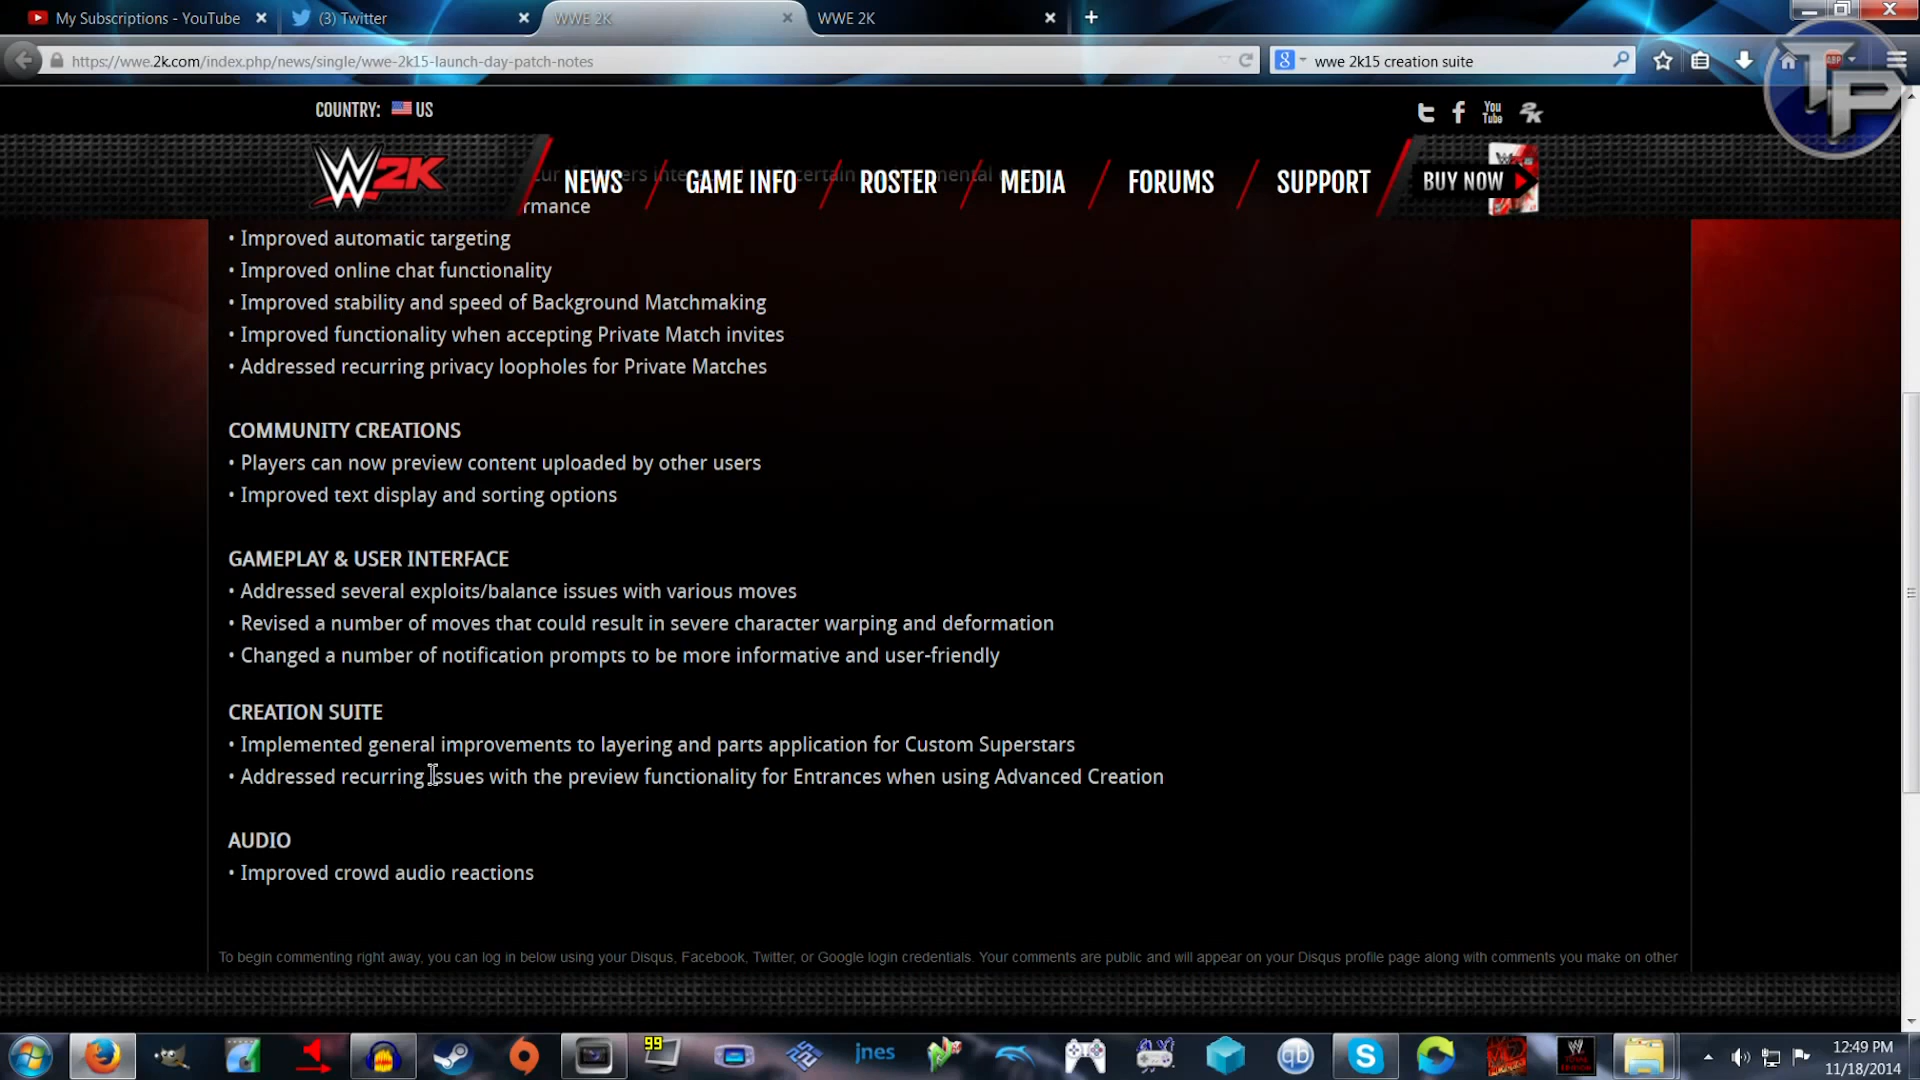 My Subscriptions - YouTube
(3) Twitter
WWE 2K
WWE 2K
https://wwe.2k.com/index.php/news/single/wwe-2k15-launch-day-patch-notes
wwe 2k15 creation suite
ABP
TP
COUNTRY: US
You Tube
2K
W 2K
NEWS
GAME INFO
ROSTER
MEDIA
FORUMS
SUPPORT
BUY NOW
rmance
• Improved automatic targeting
• Improved online chat functionality
• Improved stability and speed of Background Matchmaking
• Improved functionality when accepting Private Match invites
• Addressed recurring privacy loopholes for Private Matches
COMMUNITY CREATIONS
• Players can now preview content uploaded by other users
• Improved text display and sorting options
GAMEPLAY & USER INTERFACE
• Addressed several exploits/balance issues with various moves
• Revised a number of moves that could result in severe character warping and deformation
• Changed a number of notification prompts to be more informative and user-friendly
CREATION SUITE
• Implemented general improvements to layering and parts application for Custom Superstars
• Addressed recurring issues with the preview functionality for Entrances when using Advanced Creation
AUDIO
• Improved crowd audio reactions
To begin commenting right away, you can log in below using your Disqus, Facebook, Twitter, or Google login credentials. Your comments are public and will appear on your Disqus profile page along with comments you make on other
99
jnes
qb
12:49 PM
11/18/2014